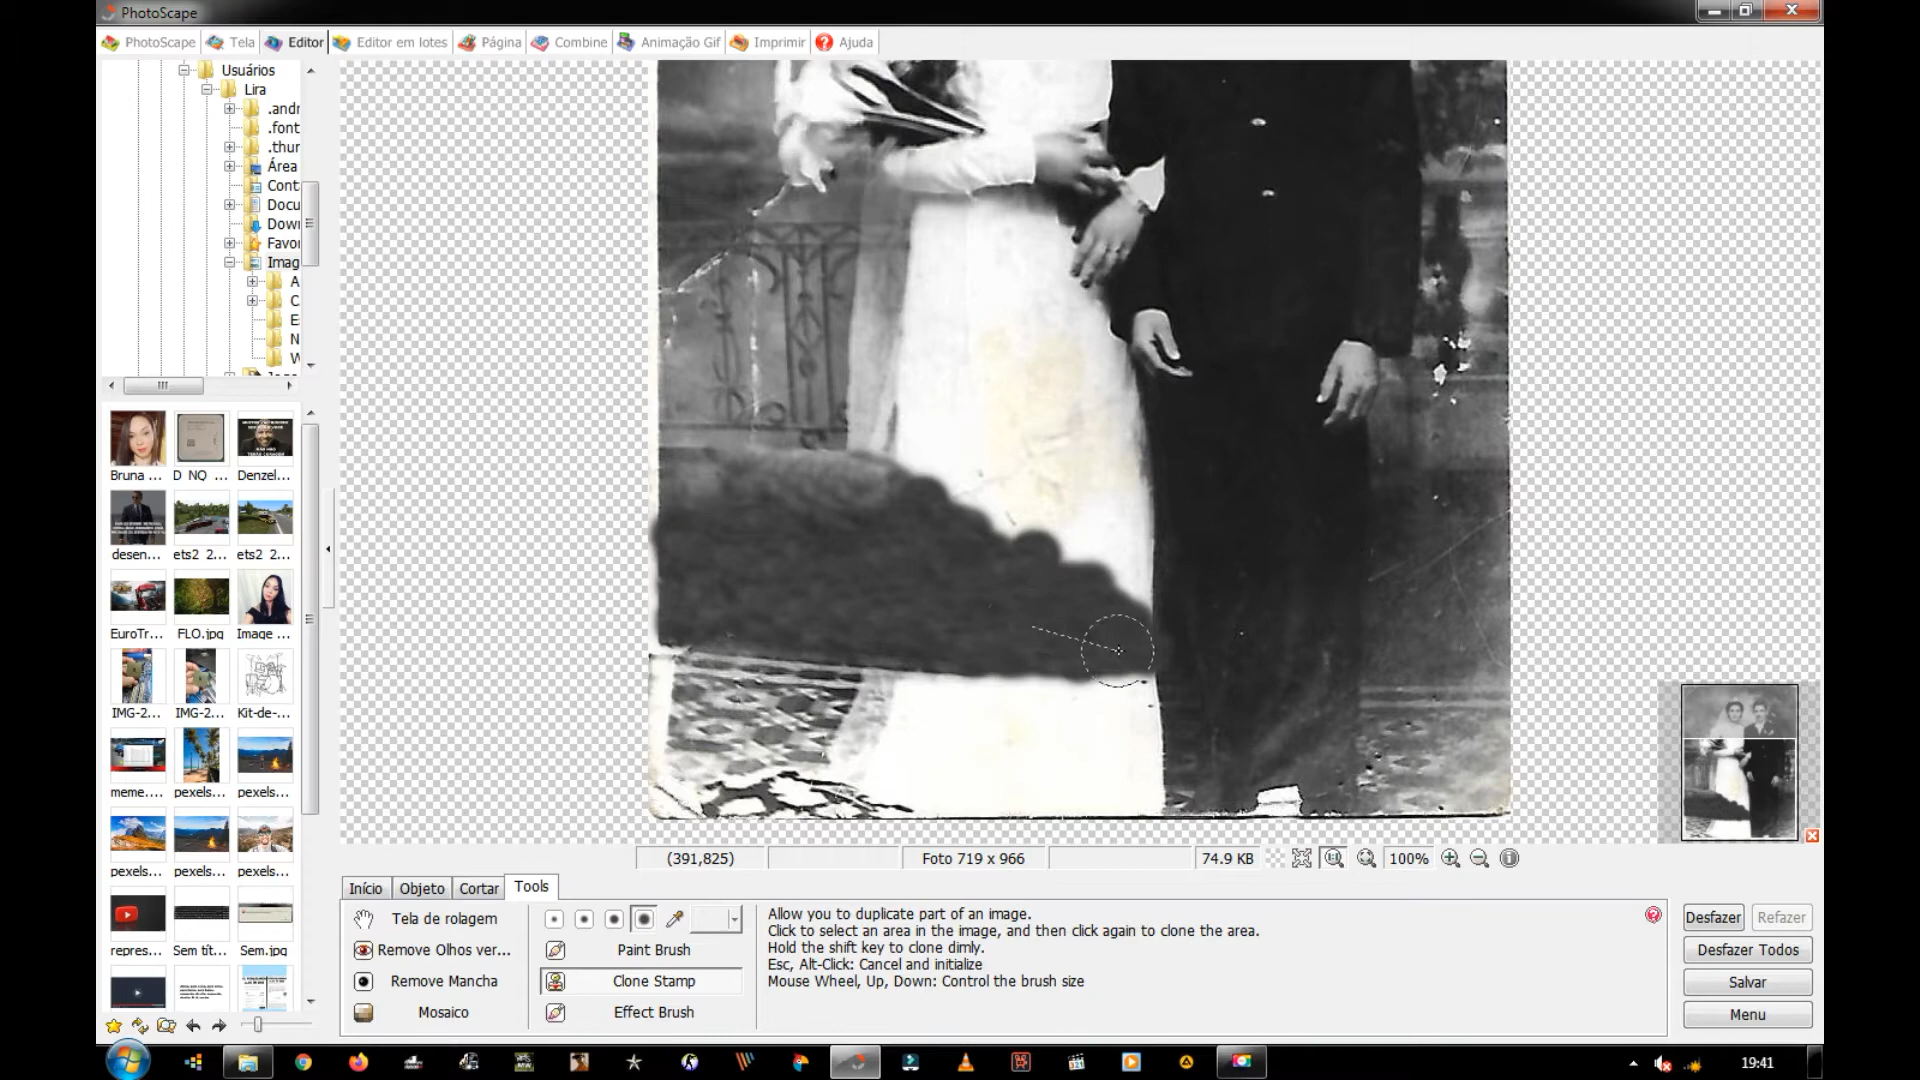 PhotoScape
PhotoScape
Tela
Editor
Editor em lotes
Página
Combine
Animação Gif
Imprimir
Ajuda
Usuários
Lira
.andr
.font
.thur
Área
Cont
Docu
Down
Favor
Imag
A
C
E
N
W
Bruna ...
D NQ ...
Denzel...
desen...
ets2 2...
ets2 2...
EuroTr...
FLO.jpg
Image ...
IMG-2...
IMG-2...
Kit-de-...
meme....
pexels...
pexels...
pexels...
pexels...
pexels...
repres...
Sem tít...
Sem.jpg
(391,825)
Foto 719 x 966
74.9 KB
100%
Início
Objeto
Cortar
Tools
Tela de rolagem
Remove Olhos ver...
Remove Mancha
Mosaico
Paint Brush
Clone Stamp
Effect Brush
Allow you to duplicate part of an image.
Click to select an area in the image, and then click again to clone the area.
Hold the shift key to clone dimly.
Esc, Alt-Click: Cancel and initialize
Mouse Wheel, Up, Down: Control the brush size
Desfazer
Refazer
Desfazer Todos
Salvar
Menu
19:41